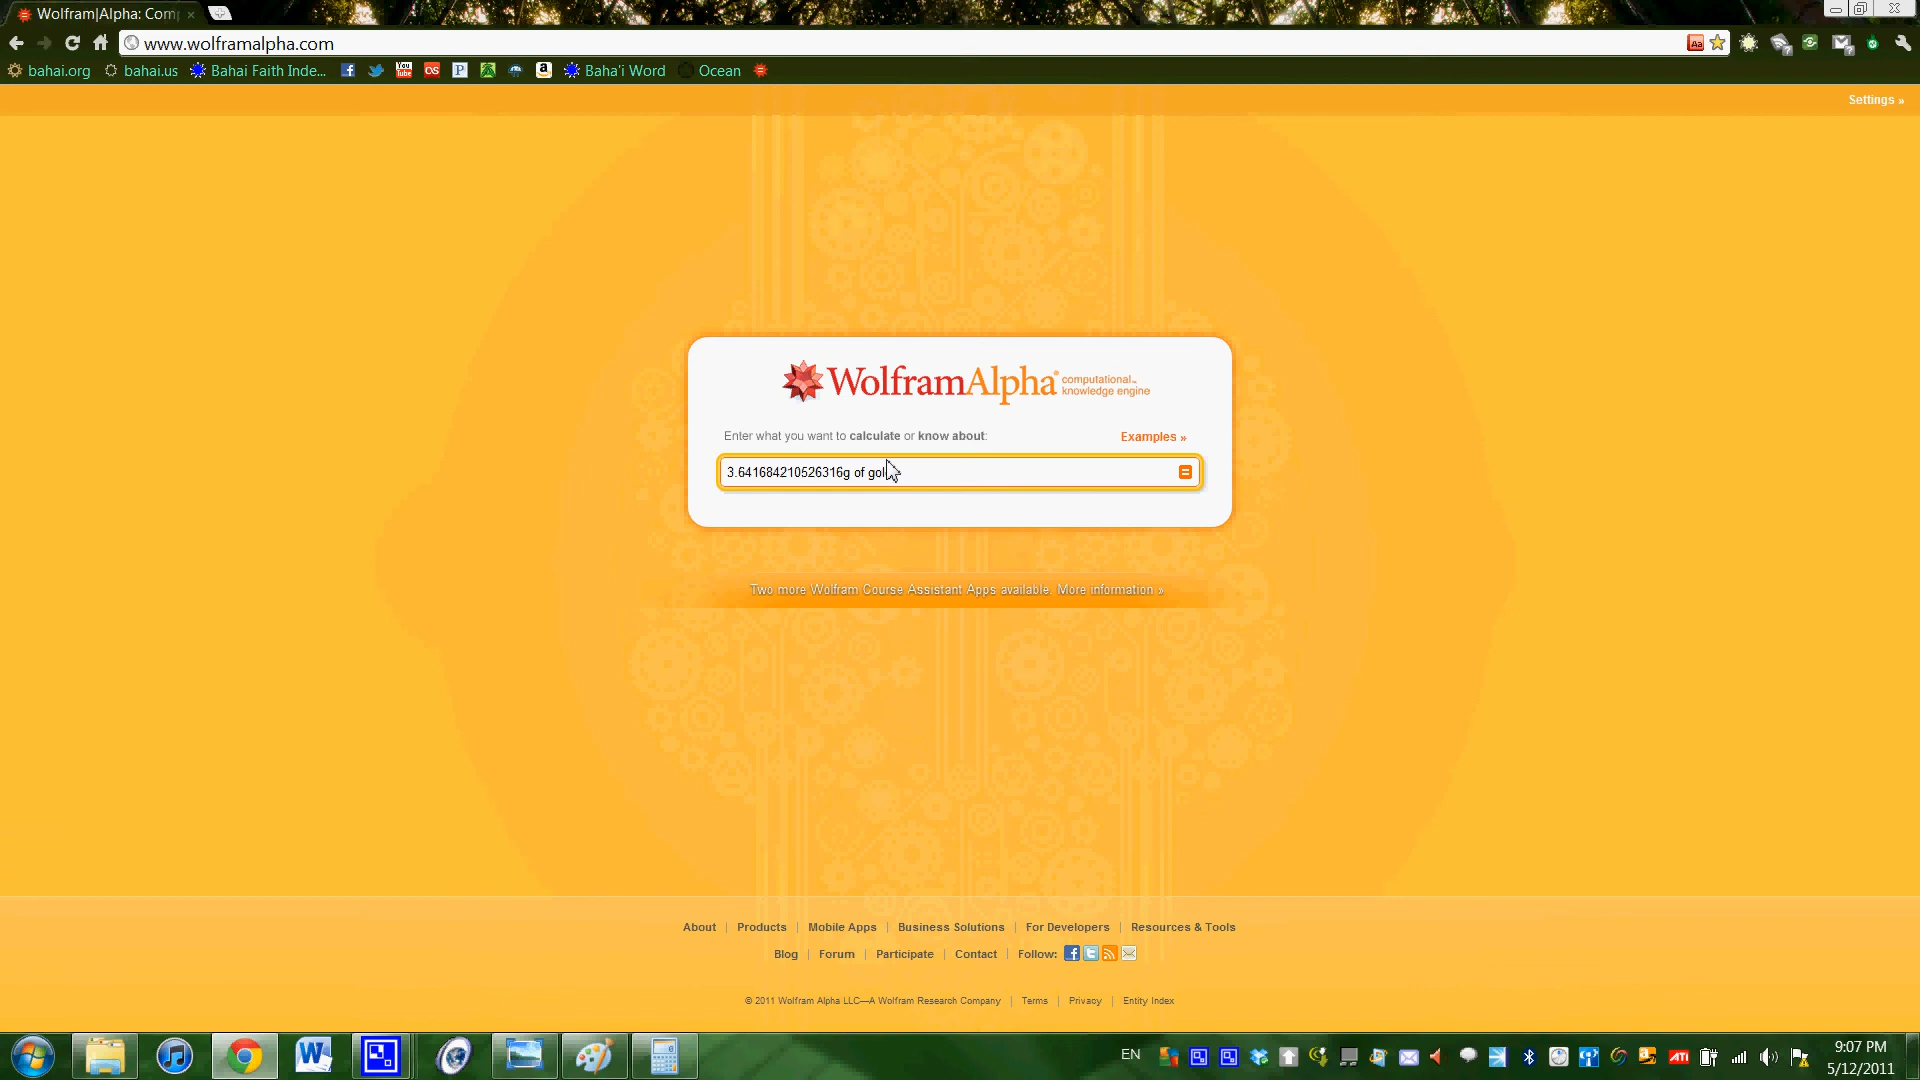 Wolfram|Alpha: Com
www.wolframalpha.com
bahai.org bahai.us Bahai Faith Inde... You Tube OS P a Baha'i Word Ocean
Settings »
WolframAlpha computational knowledge engine
Enter what you want to calculate or know about: Examples »
3.641684210526316g of gol
Two more Wolfram Course Assistant Apps available. More information »
About | Products | Mobile Apps | Business Solutions | For Developers | Resources & Tools
Blog | Forum | Participate | Contact | Follow:
© 2011 Wolfram Alpha LLC—A Wolfram Research Company | Terms | Privacy | Entity Index
EN ATI 9:07 PM
5/12/2011